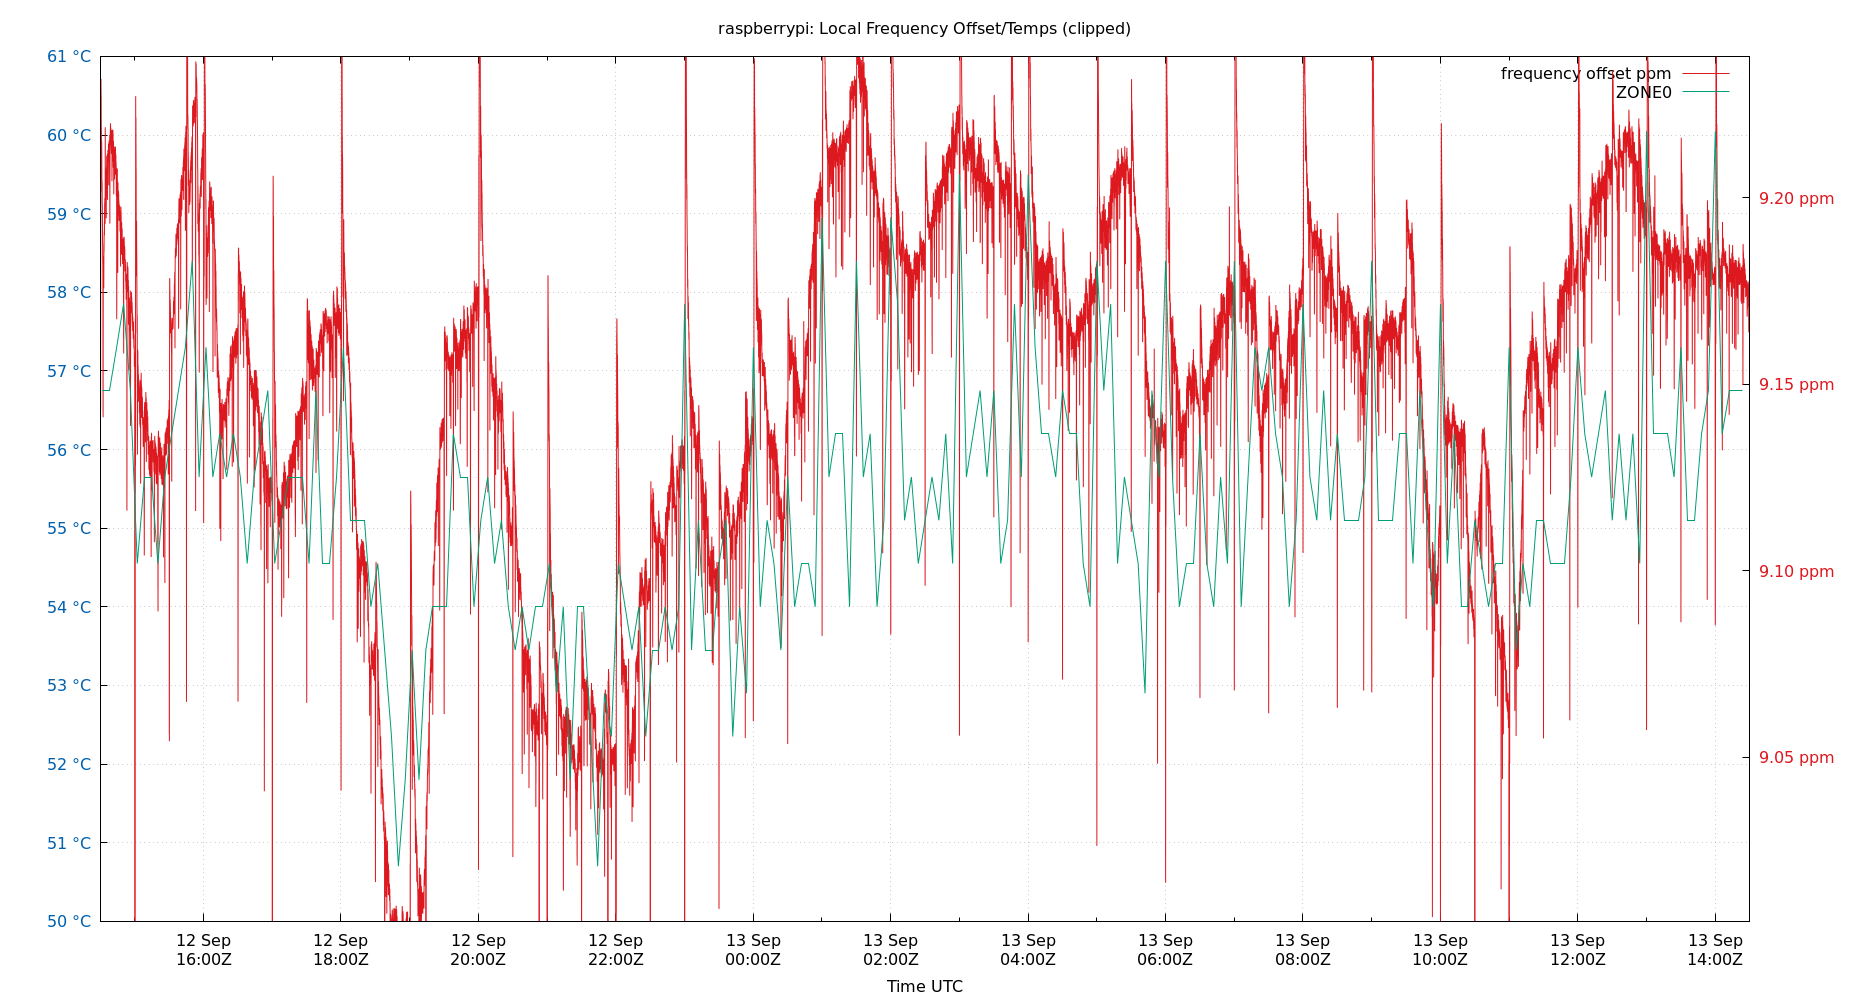 raspberrypi: Local Frequency Offset/Temps (clipped)
61 °C
60 °C
59 °C
58 °C
57 °C
56 °C
55 °C
54 °C
53 °C
52 °C
51 °C
50 °C
frequency offset ppm
ZONE0
9.20 ppm
9.15 ppm
9.10 ppm
9.05 ppm
12 Sep 12 Sep 12 Sep 12 Sep 13 Sep 13 Sep 13 Sep 13 Sep 13 Sep 13 Sep 13 Sep 13 Sep
16:00Z 18:00Z 20:00Z 22:00Z 00:00Z 02:00Z 04:00Z 06:00Z 08:00Z 10:00Z 12:00Z 14:00Z
Time UTC